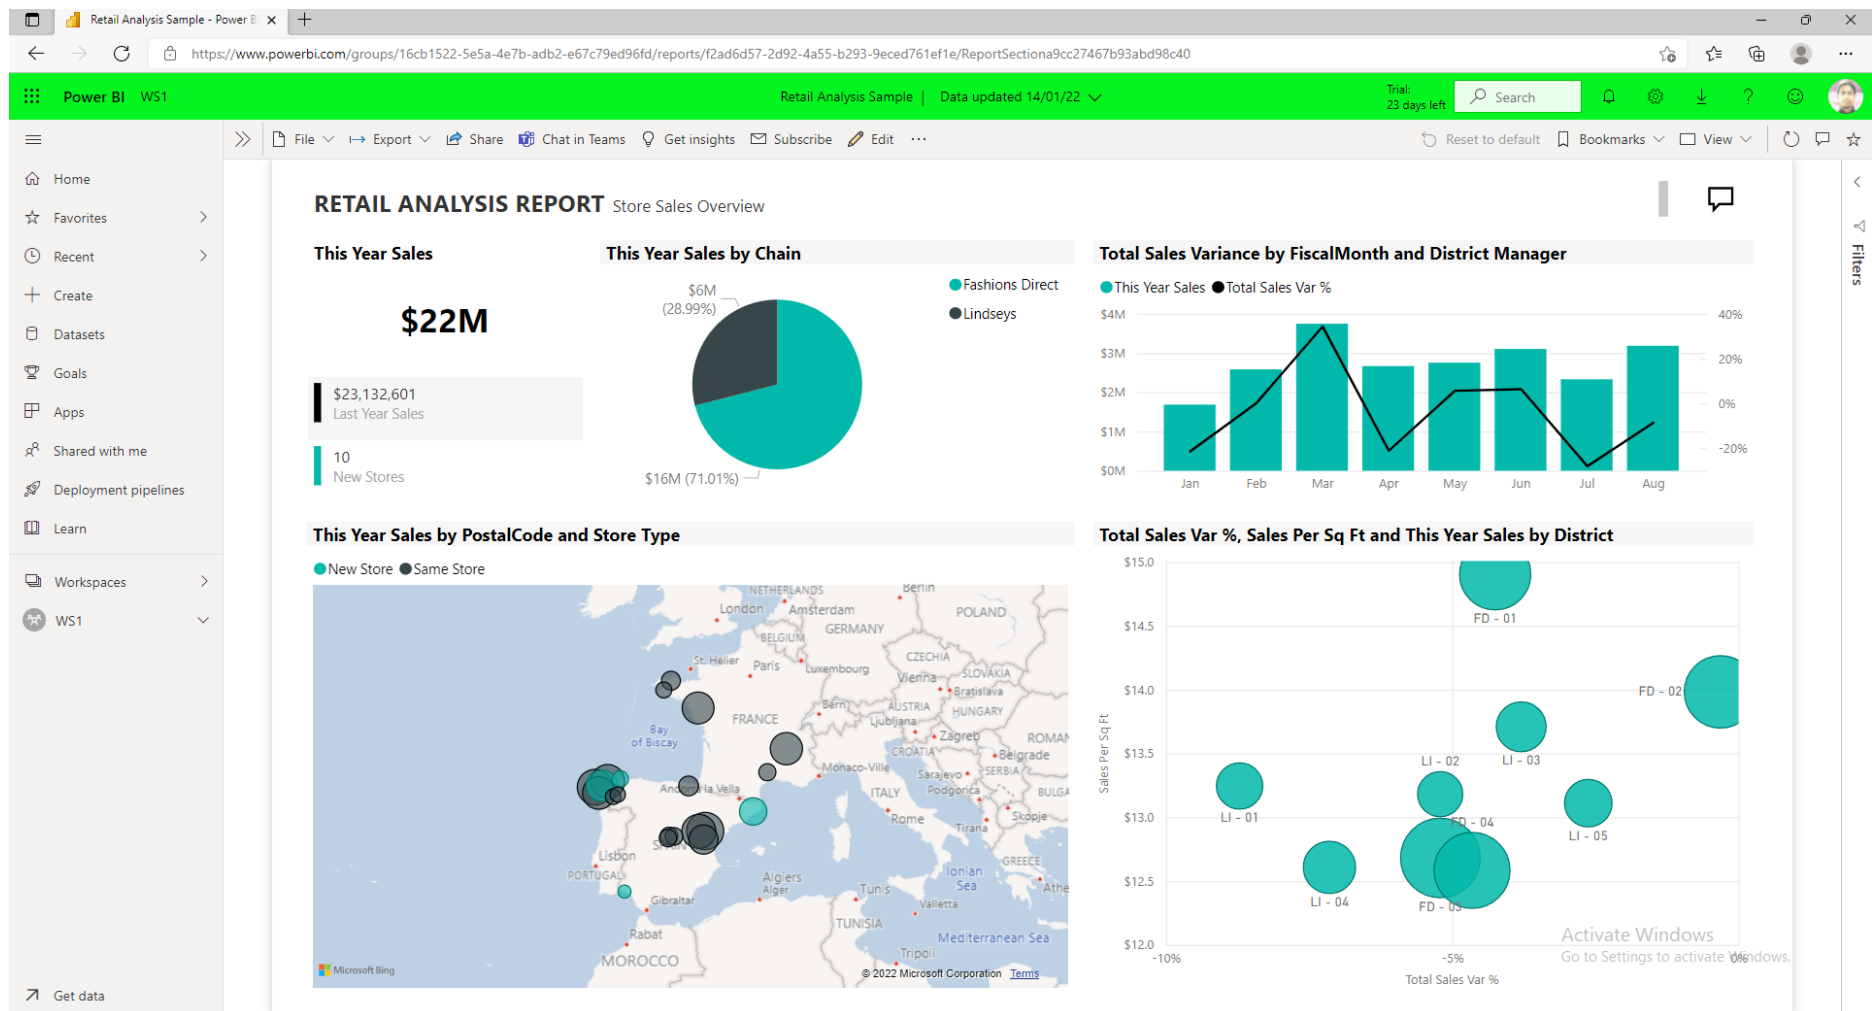 Retail Analysis Sample - Power B
https://www.powerbi.com/groups/16cb1522-5e5a-4e7b-adb2-e67c79ed96fd/reports/f2ad6d57-2d92-4a55-b293-9eced761ef1e/ReportSectiona9cc27467b93abd98c40
Power BI WS1
Retail Analysis Sample | Data updated 14/01/22
Trial:
23 days left
Search
File Export Share Chat in Teams Get insights Subscribe Edit ...
Reset to default Bookmarks View
Home
Favorites
Recent
Create
Datasets
Goals
Apps
Shared with me
Deployment pipelines
Learn
Workspaces
WS1
Get data
Filters
RETAIL ANALYSIS REPORT Store Sales Overview
This Year Sales
$22M
$23,132,601
Last Year Sales
10
New Stores
This Year Sales by Chain
Fashions Direct
Lindseys
$6M
(28.99%)
$16M (71.01%)
Total Sales Variance by FiscalMonth and District Manager
This Year Sales Total Sales Var %
$4M 40%
$3M 20%
$2M 0%
$1M -20%
$0M
Jan Feb Mar Apr May Jun Jul Aug
This Year Sales by PostalCode and Store Type
New Store Same Store
NETHERLANDS Berlin
London Amsterdam POLAND
BELGIUM GERMANY
St. Helier Paris Luxembourg CZECHIA
Vienna SLOVAKIA
Bratislava
Bern AUSTRIA HUNGARY
FRANCE Ljubljana
Bay
of Biscay
Zagreb ROMAN
CROATIA Belgrade
Monaco-Ville Sarajevo SERBIA
Andorra la Vella ITALY Podgorica BULGA
Rome Tirana Skopje
Lisbon
PORTUGAL
GREECE
Ionian
Sea
Athe
Algiers
Alger
Tunis
Gibraltar Valletta
Rabat TUNISIA
Mediterranean Sea
MOROCCO Tripoli
Microsoft Bing © 2022 Microsoft Corporation Terms
Total Sales Var %, Sales Per Sq Ft and This Year Sales by District
Sales Per Sq Ft
$15.0
FD - 01
$14.5
$14.0
FD - 02
$13.5
LI - 02 LI - 03
$13.0
LI - 01 FD - 04 LI - 05
$12.5
LI - 04 FD - 03
$12.0
-10% -5% 0%
Total Sales Var %
Activate Windows
Go to Settings to activate Windows.